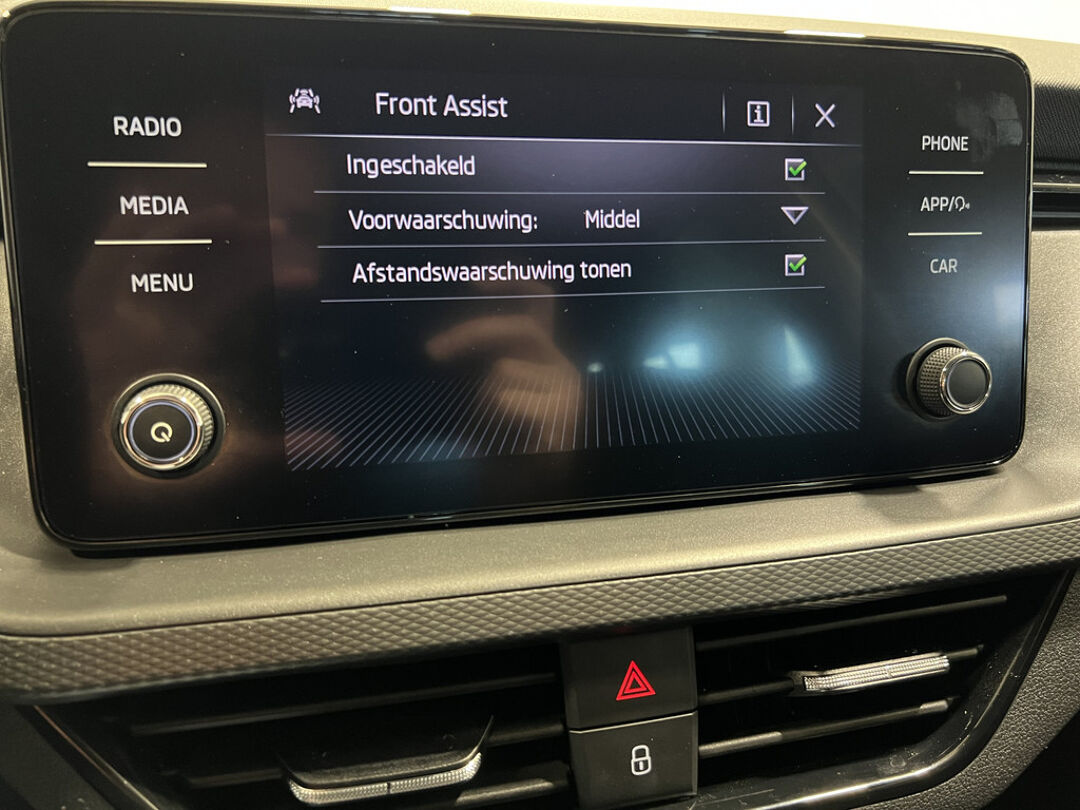 Front Assist
RADIO
MEDIA
MENU
Ingeschakeld
Voorwaarschuwing: Middel
Afstandswaarschuwing tonen
PHONE
APP/
CAR